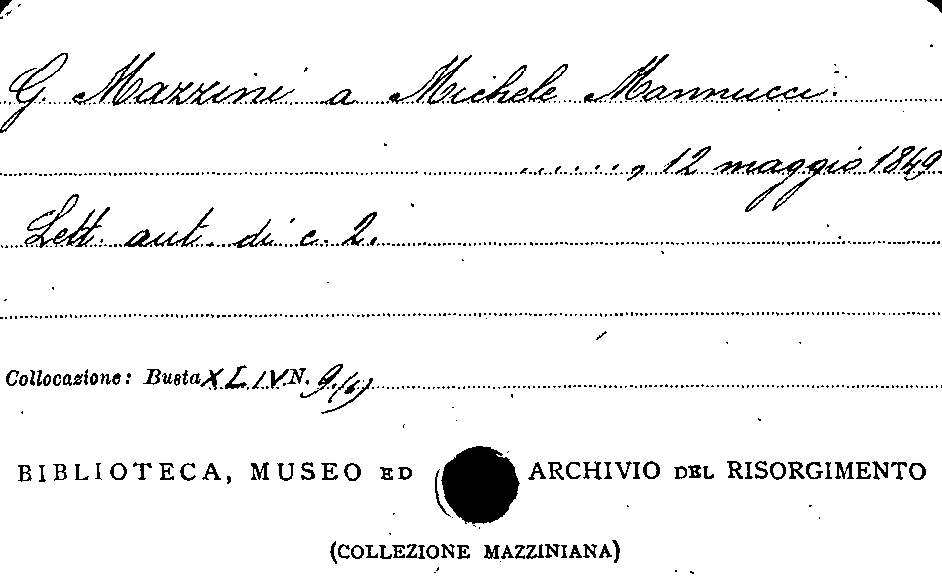 G. Mazzini a Michele Mannucci.
......, 12 maggio 1849
Lett. aut. di c. 2.
Collocazione: Busta XLIV N. 9.(6)
BIBLIOTECA, MUSEO ED ARCHIVIO DEL RISORGIMENTO
(COLLEZIONE MAZZINIANA)